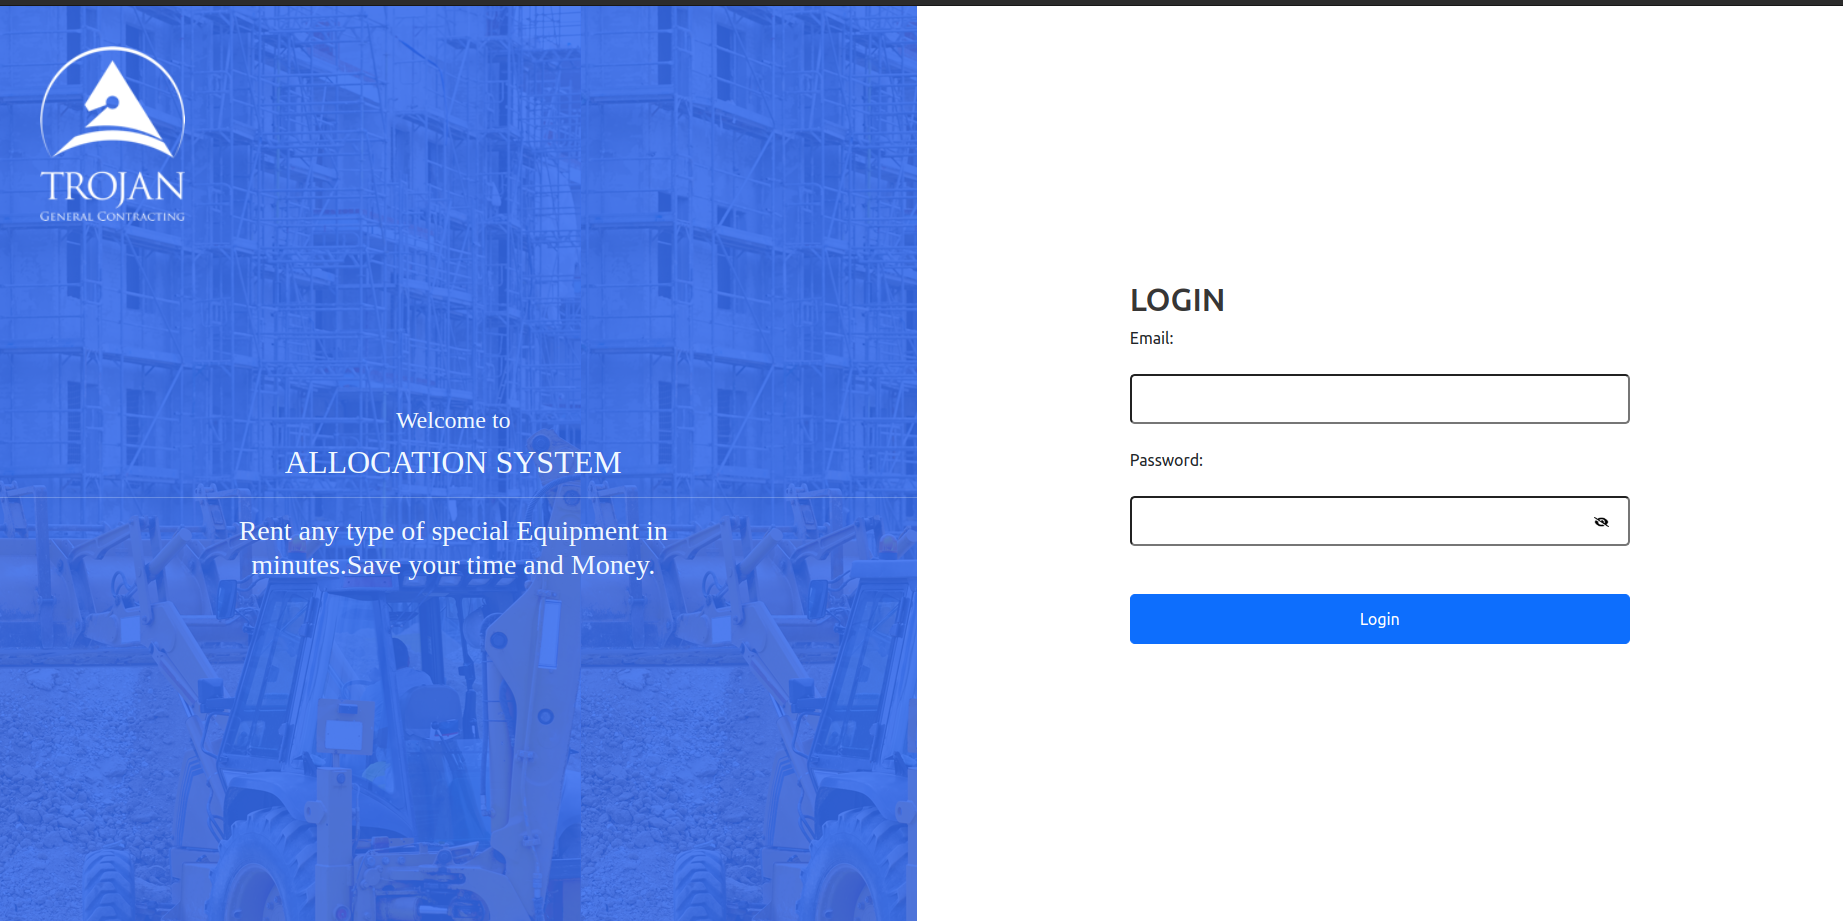 TROJAN
GENERAL CONTRACTING
Welcome to
ALLOCATION SYSTEM
Rent any type of special Equipment in
minutes.Save your time and Money.
LOGIN
Email:
Password:
Login